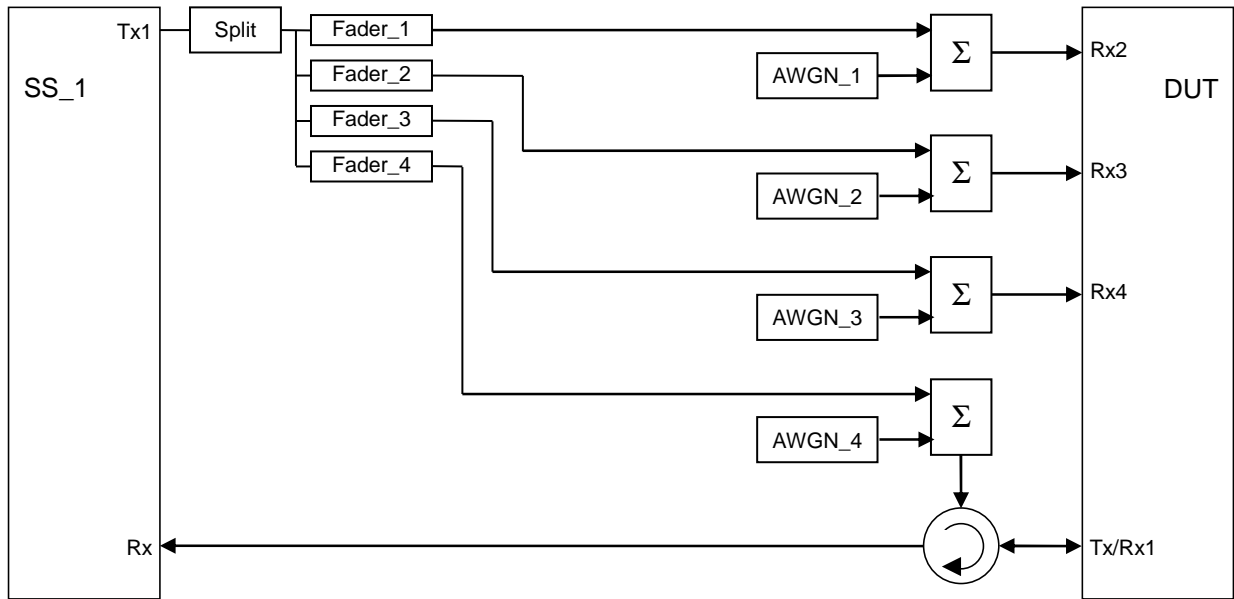 SS_1
Tx1
Split
Fader_1
Fader_2
Fader_3
Fader_4
AWGN_1
Σ
Rx2
DUT
AWGN_2
Σ
Rx3
AWGN_3
Σ
Rx4
AWGN_4
Σ
Rx
Tx/Rx1